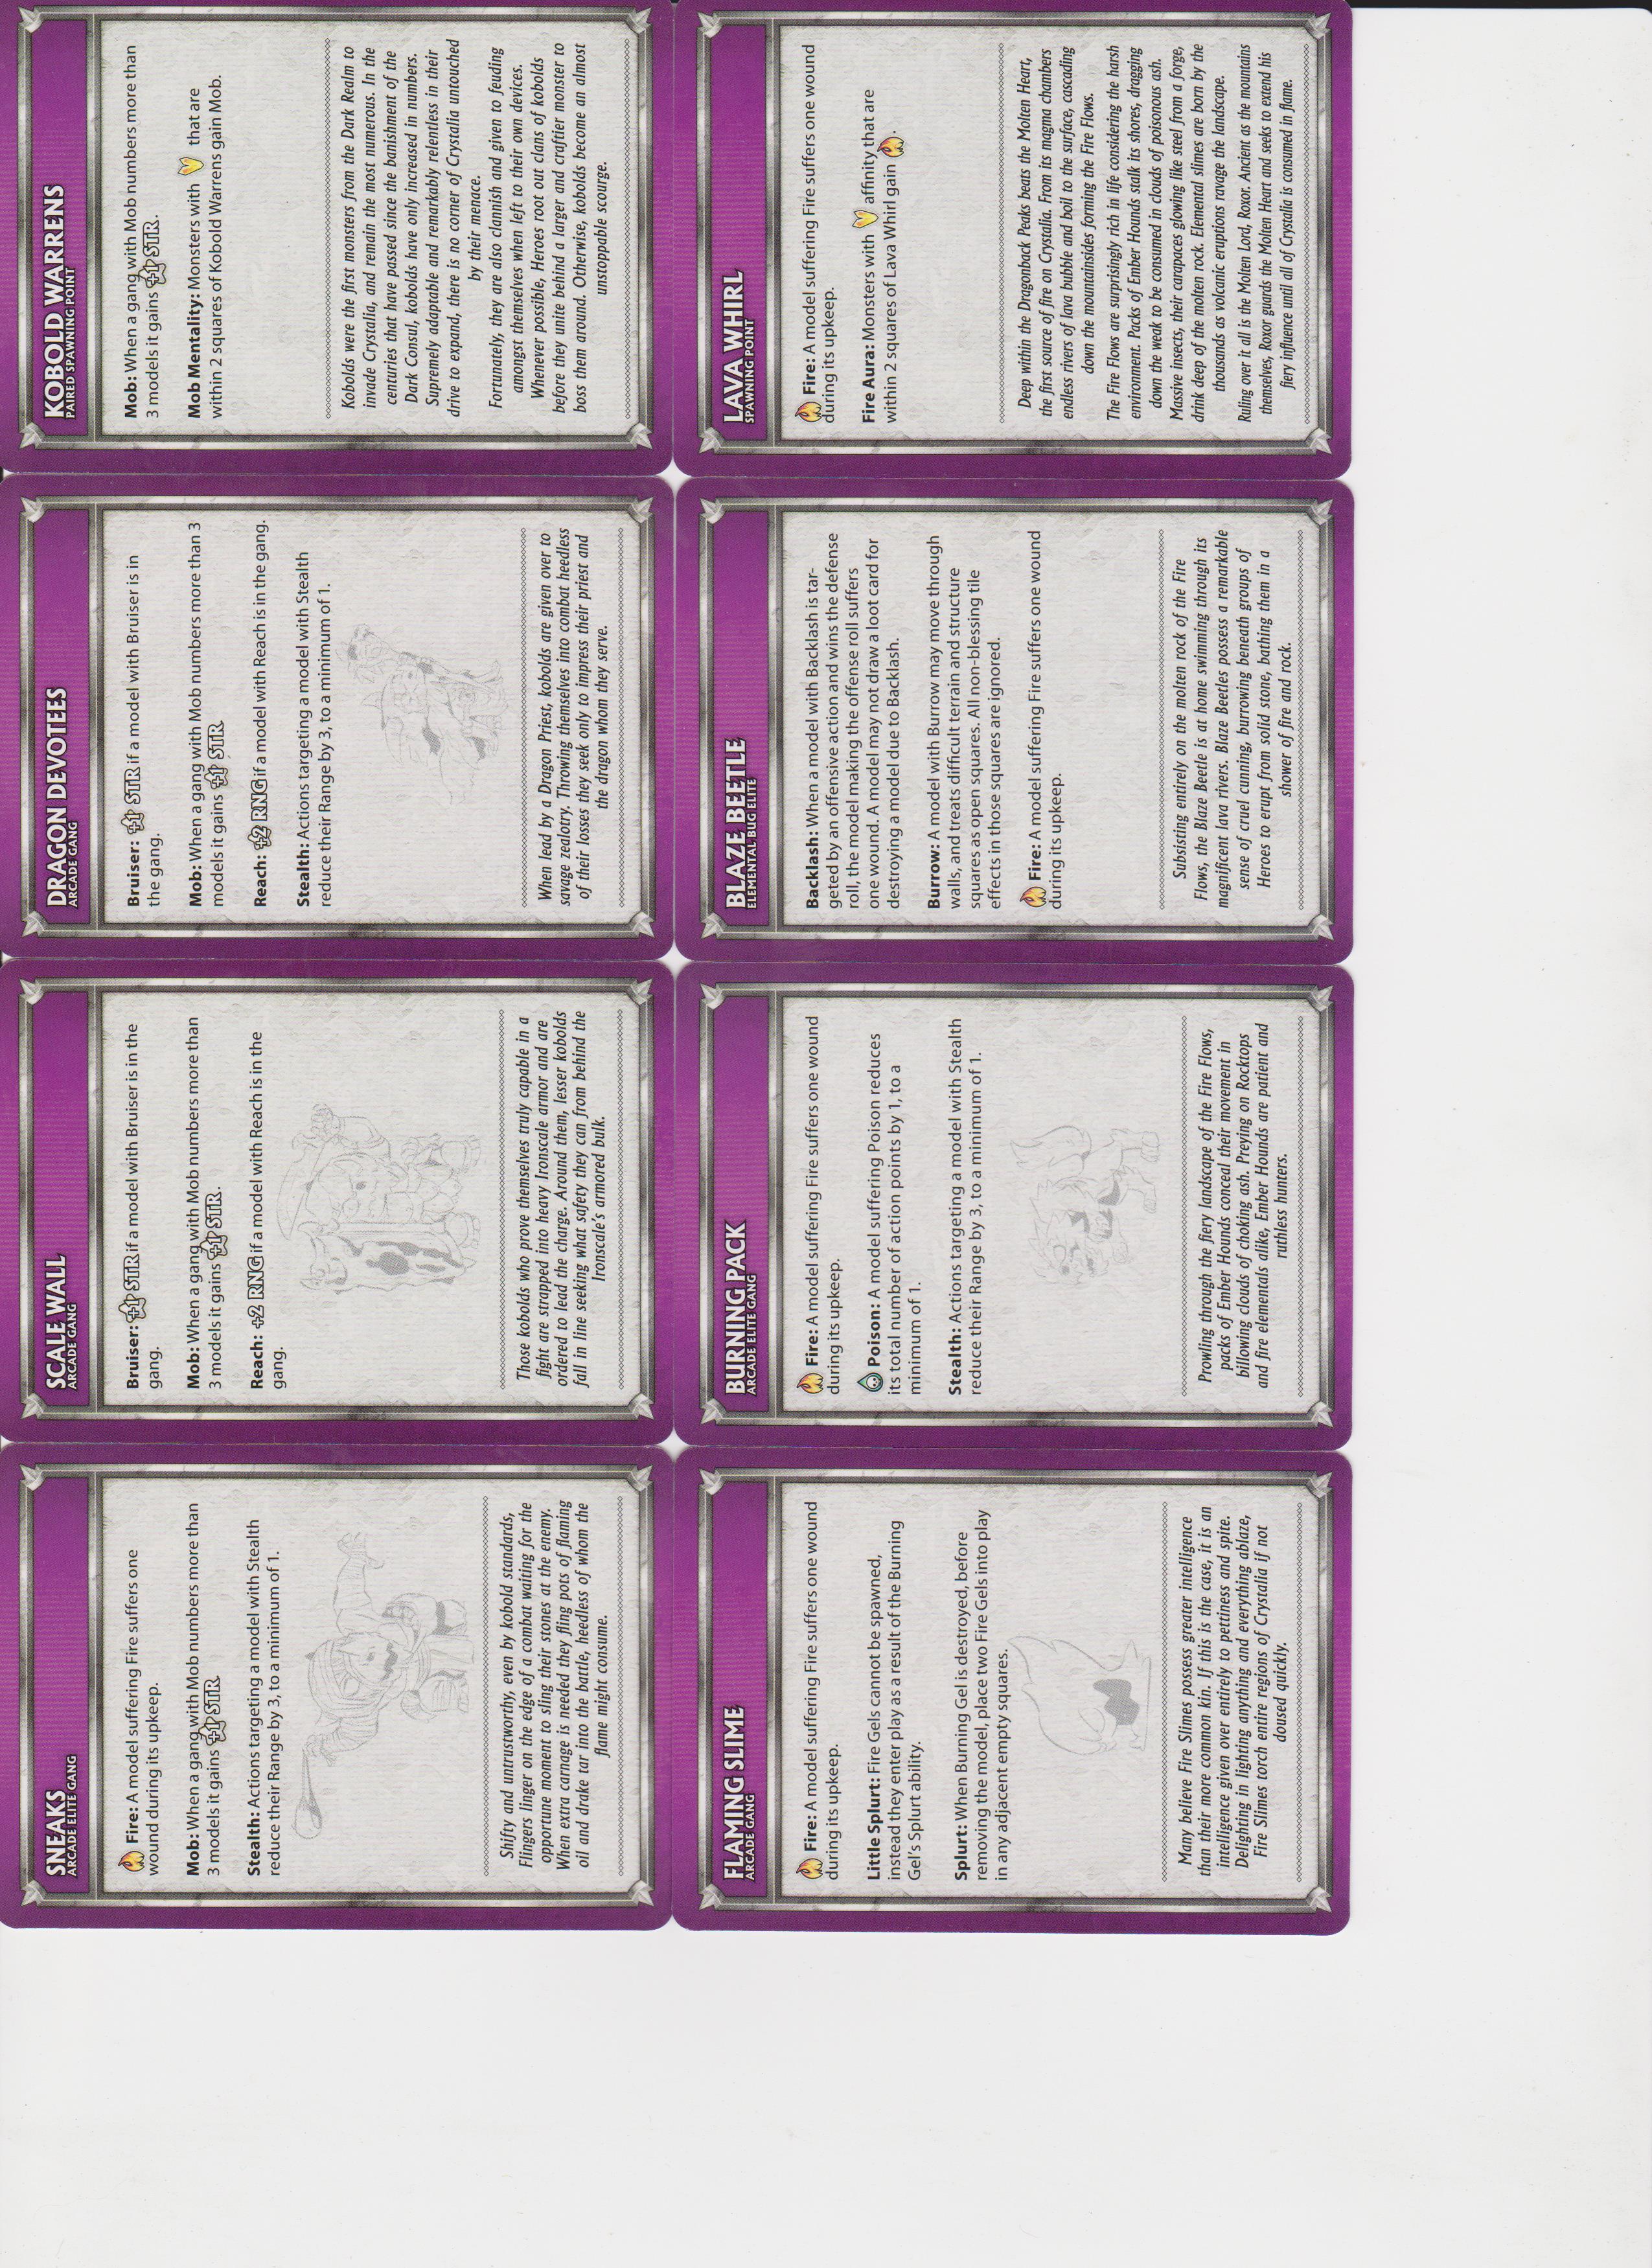 SNEAKS
ARCADE ELITE GANG
Fire: A model suffering Fire suffers one
wound during its upkeep.
Mob: When a gang with Mob numbers more than
3 models it gains +1 STR.
Stealth: Actions targeting a model with Stealth
reduce their Range by 3, to a minimum of 1.
Shifty and untrustworthy, even by kobold standards,
Flingers linger on the edge of a combat waiting for the
opportune moment to sling their stones at the enemy.
When extra carnage is needed they fling pots of flaming
oil and drake tar into the battle, heedless of whom the
flame might consume.
SCALE WALL
ARCADE GANG
Bruiser: +1 STR if a model with Bruiser is in the
gang.
Mob: When a gang with Mob numbers more than
3 models it gains +1 STR.
Reach: +2 RNG if a model with Reach is in the
gang.
Those kobolds who prove themselves truly capable in a
fight are strapped into heavy Ironscale armor and are
ordered to lead the charge. Around them, lesser kobolds
fall in line seeking what safety they can from behind the
Ironscale's armored bulk.
DRAGON DEVOTEES
ARCADE GANG
Bruiser: +1 STR if a model with Bruiser is in
the gang.
Mob: When a gang with Mob numbers more than 3
models it gains +1 STR
Reach: +2 RNG if a model with Reach is in the gang.
Stealth: Actions targeting a model with Stealth
reduce their Range by 3, to a minimum of 1.
When lead by a Dragon Priest, kobolds are given over to
savage zealotry. Throwing themselves into combat heedless
of their losses they seek only to impress their priest and
the dragon whom they serve.
KOBOLD WARRENS
PAIRED SPAWNING POINT
Mob: When a gang with Mob numbers more than
3 models it gains +1 STR.
Mob Mentality: Monsters with that are
within 2 squares of Kobold Warrens gain Mob.
Kobolds were the first monsters from the Dark Realm to
invade Crystalia, and remain the most numerous. In the
centuries that have passed since the banishment of the
Dark Consul, kobolds have only increased in numbers.
Supremely adaptable and remarkably relentless in their
drive to expand, there is no corner of Crystalia untouched
by their menace.
Fortunately, they are also clannish and given to feuding
amongst themselves when left to their own devices.
Whenever possible, Heroes root out clans of kobolds
before they unite behind a larger and craftier monster to
boss them around. Otherwise, kobolds become an almost
unstoppable scourge.
FLAMING SLIME
ARCADE GANG
Fire: A model suffering Fire suffers one wound
during its upkeep.
Little Splurt: Fire Gels cannot be spawned,
instead they enter play as a result of the Burning
Gel's Splurt ability.
Splurt: When Burning Gel is destroyed, before
removing the model, place two Fire Gels into play
in any adjacent empty squares.
Many believe Fire Slimes possess greater intelligence
than their more common kin. If this is the case, it is an
intelligence given over entirely to pettiness and spite.
Delighting in lighting anything and everything ablaze,
Fire Slimes torch entire regions of Crystalia if not
doused quickly.
BURNING PACK
ARCADE ELITE GANG
Fire: A model suffering Fire suffers one wound
during its upkeep.
Poison: A model suffering Poison reduces
its total number of action points by 1, to a
minimum of 1.
Stealth: Actions targeting a model with Stealth
reduce their Range by 3, to a minimum of 1.
Prowling through the fiery landscape of the Fire Flows,
packs of Ember Hounds conceal their movement in
billowing clouds of choking ash. Preying on Rocktops
and fire elementals alike, Ember Hounds are patient and
ruthless hunters.
BLAZE BEETLE
ELEMENTAL BUG ELITE
Backlash: When a model with Backlash is tar-
geted by an offensive action and wins the defense
roll, the model making the offense roll suffers
one wound. A model may not draw a loot card for
destroying a model due to Backlash.
Burrow: A model with Burrow may move through
walls, and treats difficult terrain and structure
squares as open squares. All non-blessing tile
effects in those squares are ignored.
Fire: A model suffering Fire suffers one wound
during its upkeep.
Subsisting entirely on the molten rock of the Fire
Flows, the Blaze Beetle is at home swimming through its
magnificent lava rivers. Blaze Beetles possess a remarkable
sense of cruel cunning, burrowing beneath groups of
Heroes to erupt from solid stone, bathing them in a
shower of fire and rock.
LAVA WHIRL
SPAWNING POINT
Fire: A model suffering Fire suffers one wound
during its upkeep.
Fire Aura: Monsters with affinity that are
within 2 squares of Lava Whirl gain .
Deep within the Dragonback Peaks beats the Molten Heart,
the first source of fire on Crystalia. From its magma chambers
endless rivers of lava bubble and boil to the surface, cascading
down the mountainsides forming the Fire Flows.
The Fire Flows are surprisingly rich in life considering the harsh
environment. Packs of Ember Hounds stalk its shores, dragging
down the weak to be consumed in clouds of poisonous ash.
Massive insects, their carapaces glowing like steel from a forge,
drink deep of the molten rock. Elemental slimes are born by the
thousands as volcanic eruptions ravage the landscape.
Ruling over it all is the Molten Lord, Roxor. Ancient as the mountains
themselves, Roxor guards the Molten Heart and seeks to extend his
fiery influence until all of Crystalia is consumed in flame.